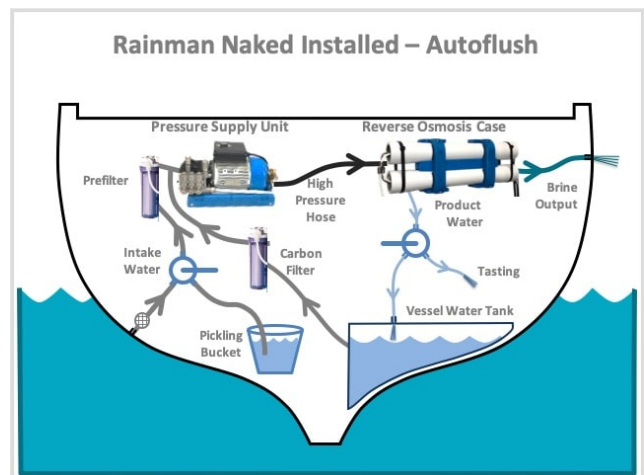 Rainman Naked Installed – Autoflush
Pressure Supply Unit
Reverse Osmosis Case
Prefilter
High
Pressure
Hose
Product
Water
Brine
Output
Intake
Water
Carbon
Filter
Tasting
Vessel Water Tank
Pickling
Bucket